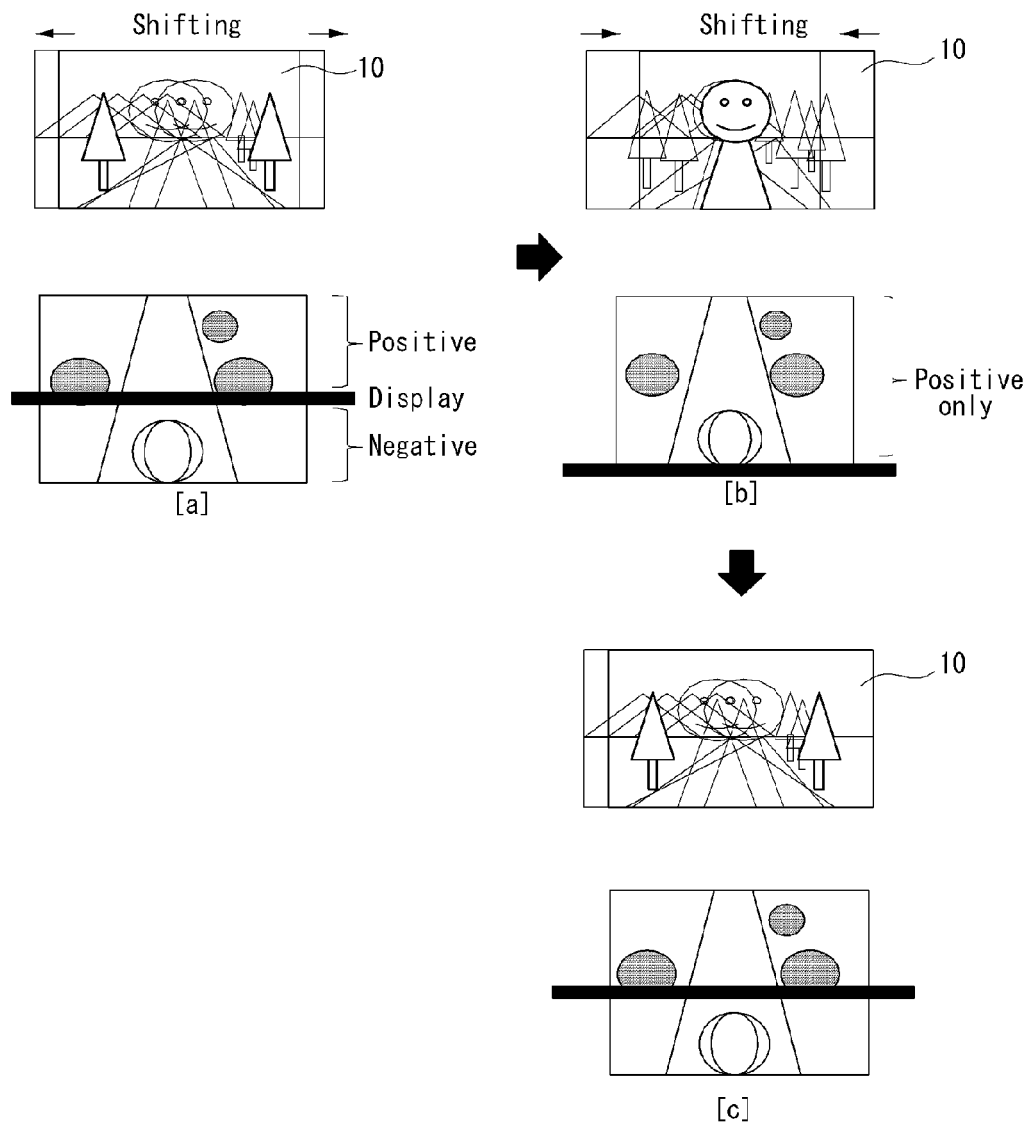 Shifting
10
Positive
Display
Negative
[a]
Shifting
10
Positive
only
[b]
10
[c]